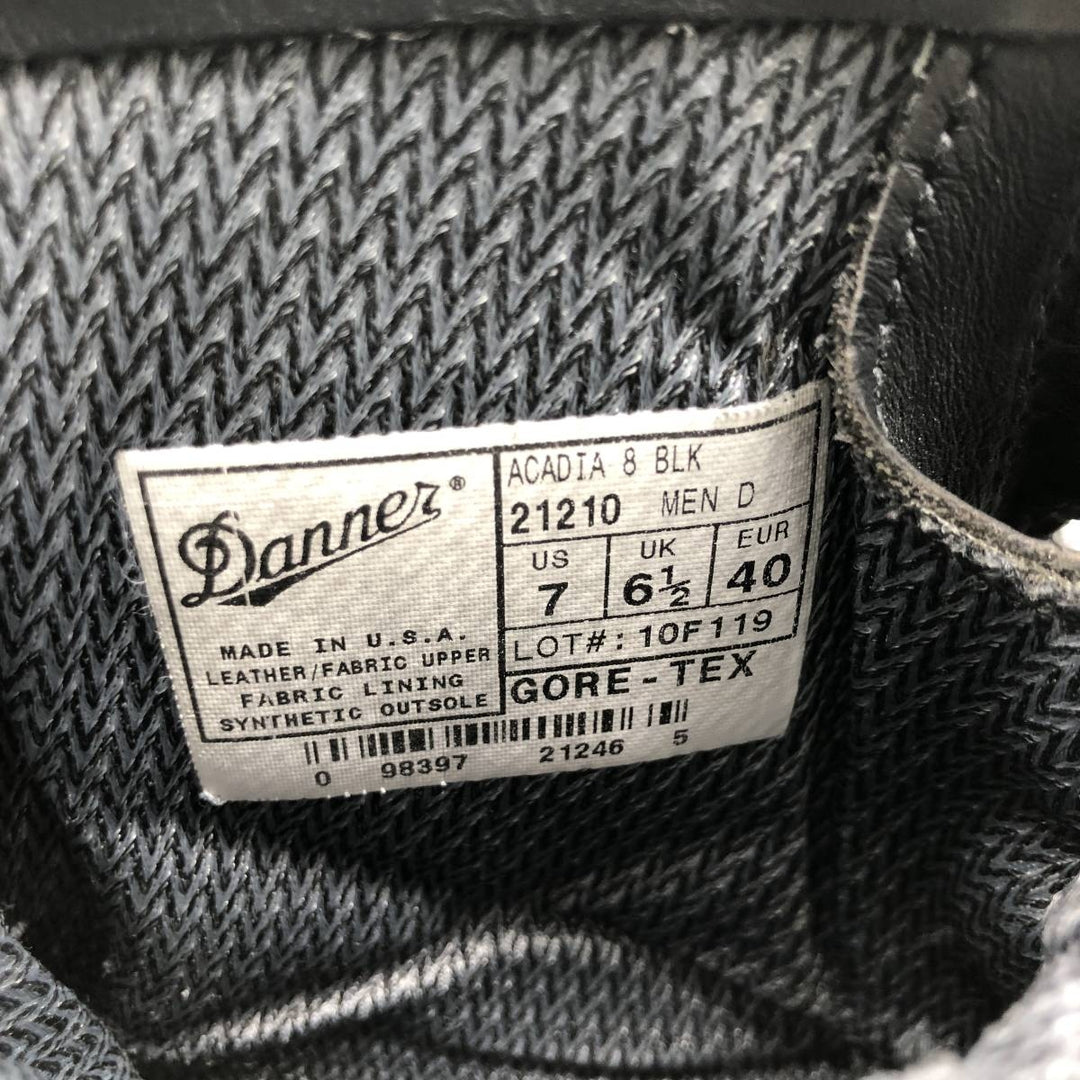 Danner®
MADE IN U.S.A.
LEATHER/FABRIC UPPER
FABRIC LINING
SYNTHETIC OUTSOLE
ACADIA 8 BLK
21210 MEN D
US UK EUR
7 6½ 40
LOT#: 10F119
GORE-TEX
0 98397 21246 5